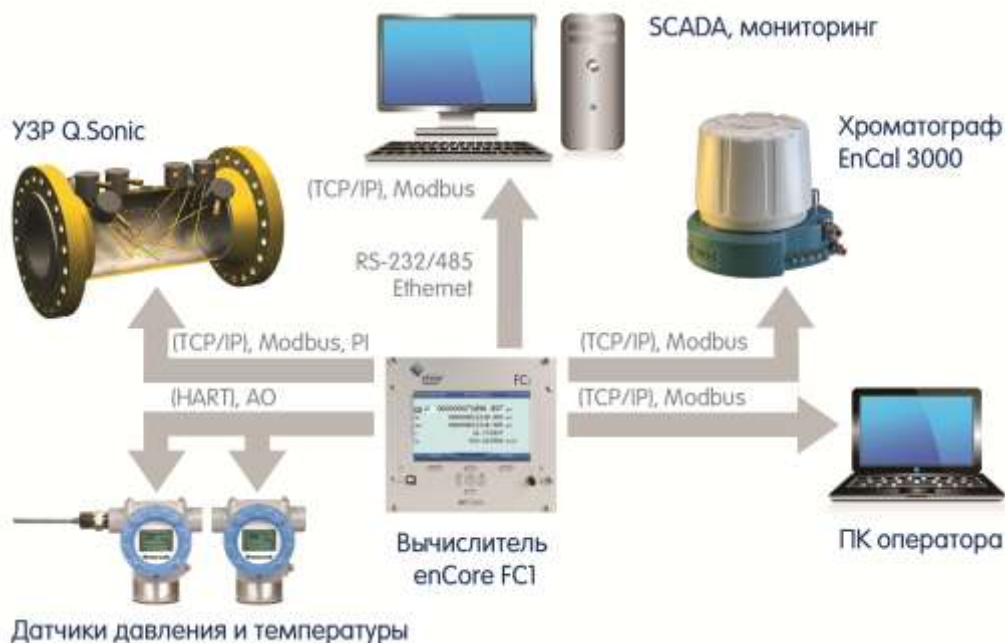 SCADA, мониторинг
УЗР Q.Sonic
Хроматограф
EnCal 3000
(TCP/IP), Modbus
RS-232/485
Ethernet
(TCP/IP), Modbus, PI
(TCP/IP), Modbus
(HART), AO
(TCP/IP), Modbus
FC1
Вычислитель
enCore FC1
ПК оператора
Датчики давления и температуры